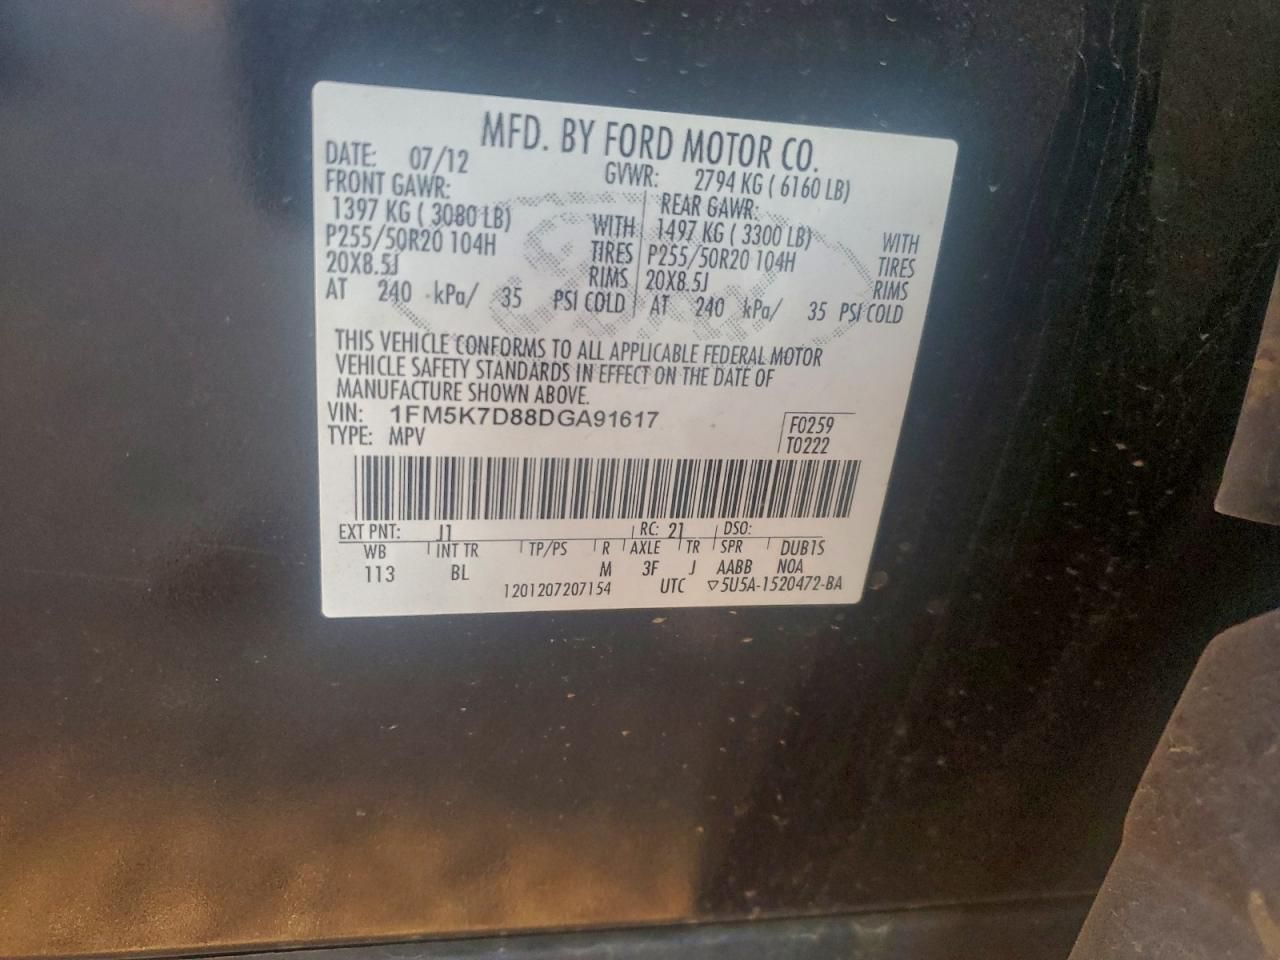 MFD. BY FORD MOTOR CO.
DATE: 07/12 GVWR: 2794 KG ( 6160 LB)
FRONT GAWR: REAR GAWR:
1397 KG ( 3080 LB) WITH 1497 KG ( 3300 LB) WITH
P255/50R20 104H TIRES P255/50R20 104H TIRES
20X8.5J RIMS 20X8.5J RIMS
AT 240 kPa/ 35 PSI COLD AT 240 kPa/ 35 PSI COLD
THIS VEHICLE CONFORMS TO ALL APPLICABLE FEDERAL MOTOR
VEHICLE SAFETY STANDARDS IN EFFECT ON THE DATE OF
MANUFACTURE SHOWN ABOVE.
VIN: 1FM5K7D88DGA91617 F0259
TYPE: MPV T0222
EXT PNT: J1 RC: 21 DSO:
WB INT TR TP/PS R AXLE TR SPR DUB1S
113 BL M 3F J AABB N0A
1201207207154 UTC ▽5U5A-1520472-BA